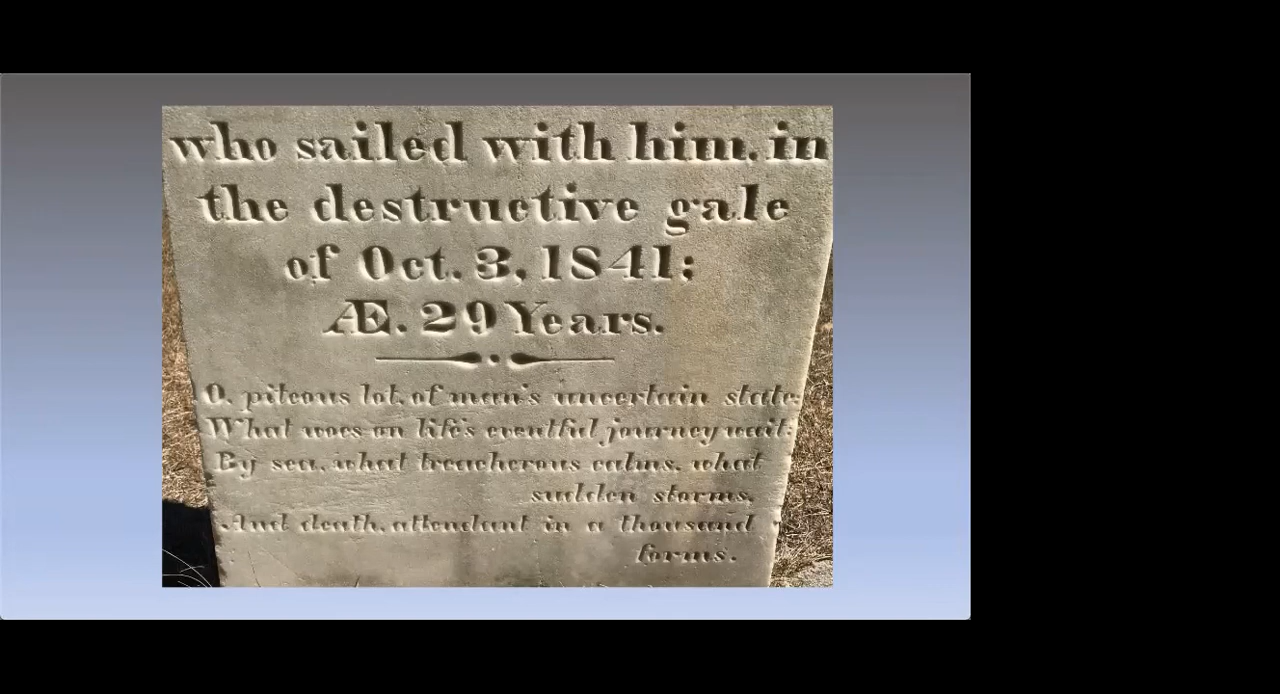 who sailed with him, in
the destructive gale
of Oct. 3, 1841;
Æ. 29 Years.
O, piteous lot, of man's uncertain state;
What woes on life's eventful journey wait;
By sea, what treacherous calms, what
sudden storms,
And death, attendant in a thousand
forms.